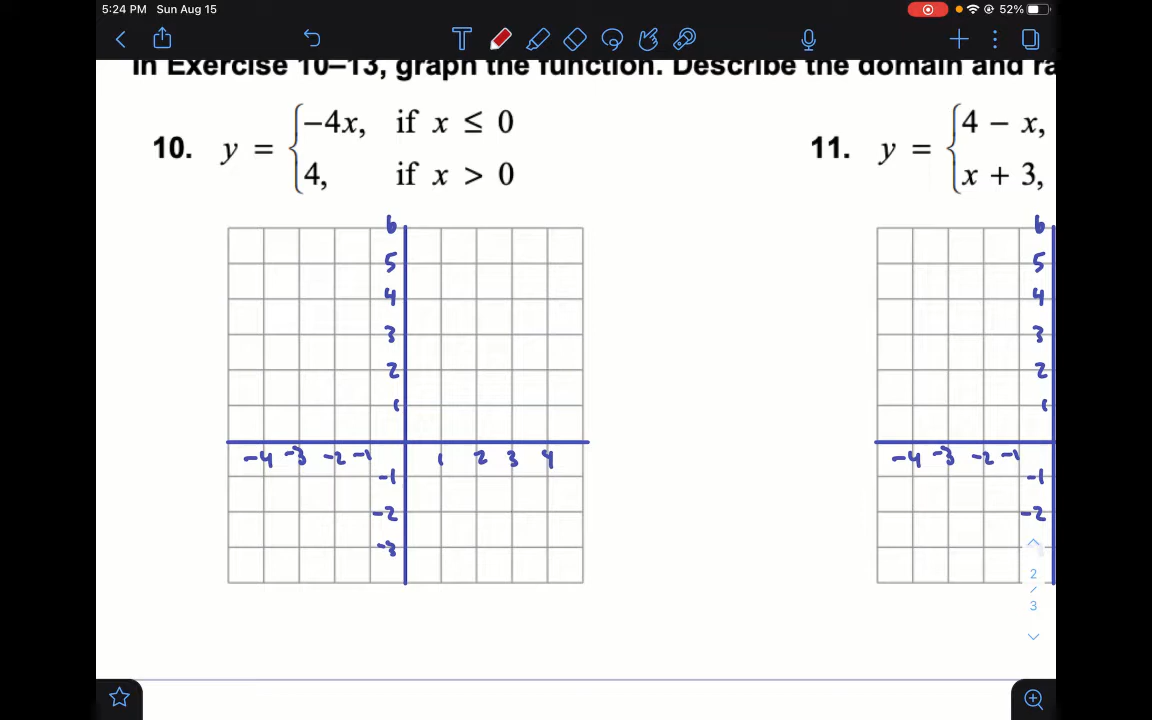 5:24 PM Sun Aug 15
52%
In Exercise 10–13, graph the function. Describe the domain and ra
10. y = { −4x, if x ≤ 0
4, if x > 0
11. y = { 4 − x,
x + 3,
6
5
4
3
2
1
-4 -3 -2 -1 1 2 3 4
-1
-2
-3
6
5
4
3
2
1
-4 -3 -2 -1
-1
-2
2
/
3